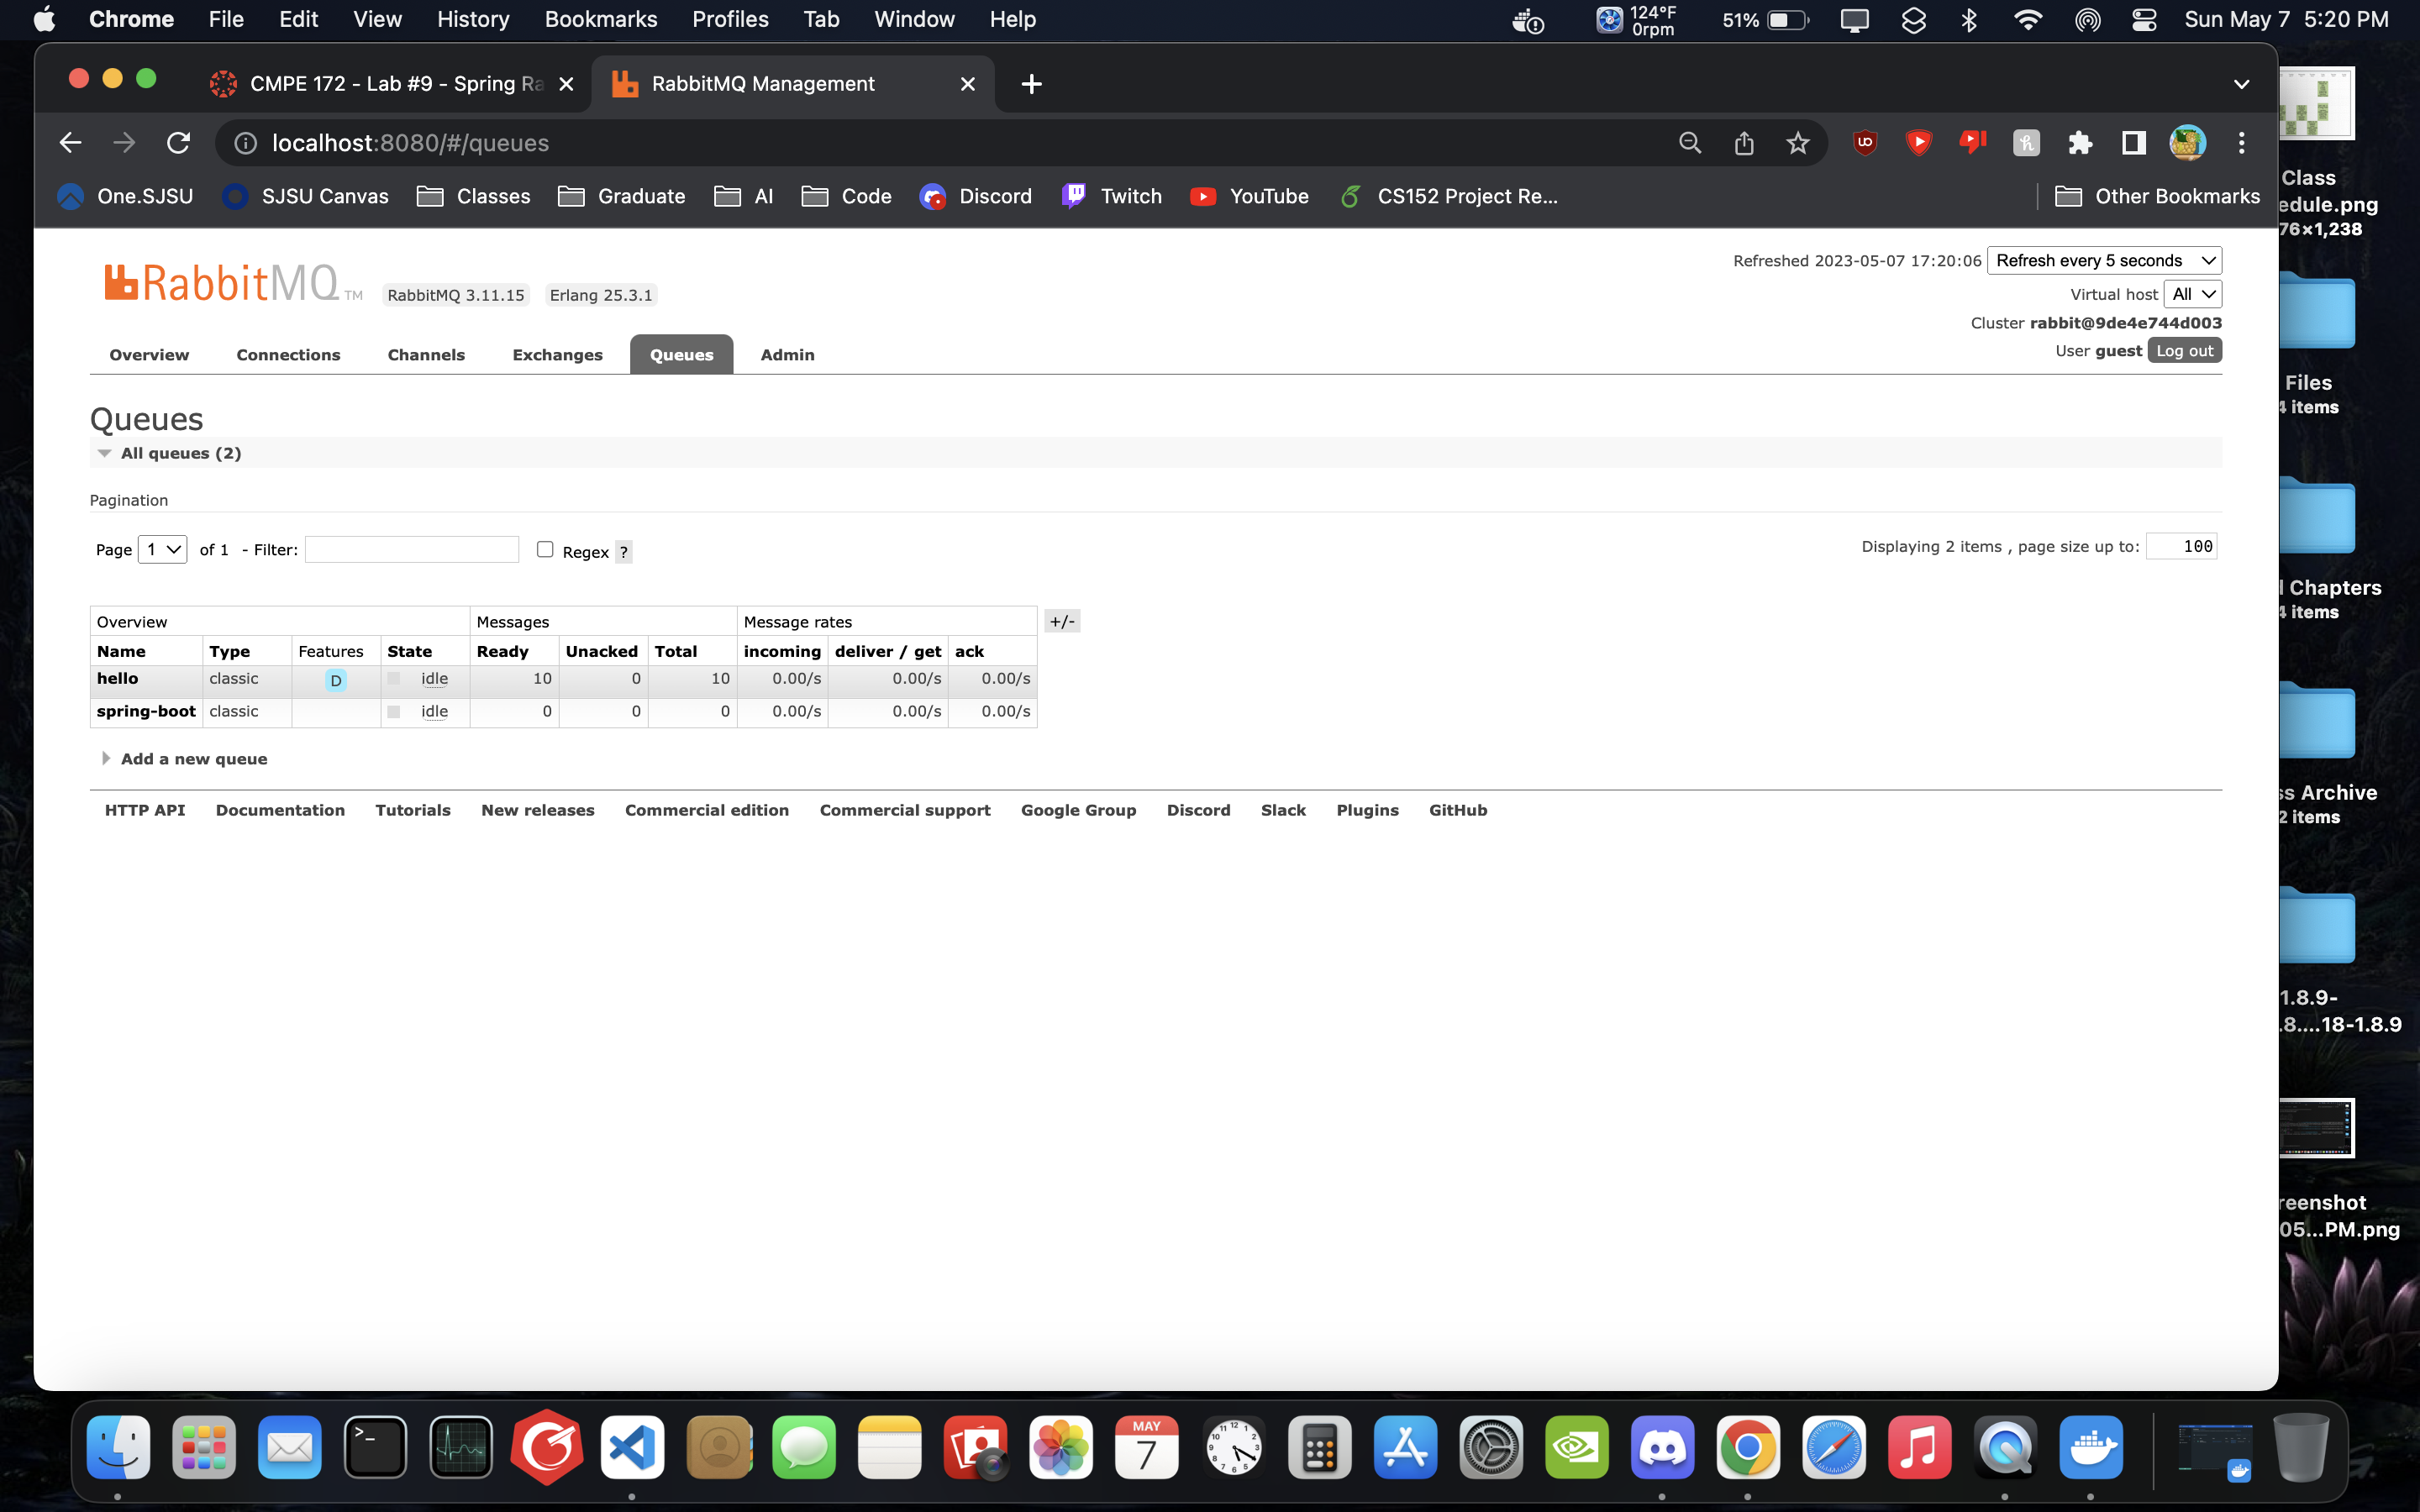 Chrome File Edit View History Bookmarks Profiles Tab Window Help 124°F 0rpm 51% Sun May 7 5:20 PM
CMPE 172 - Lab #9 - Spring Ra RabbitMQ Management
localhost:8080/#/queues
One.SJSU SJSU Canvas Classes Graduate AI Code Discord Twitch YouTube CS152 Project Re... Other Bookmarks
RabbitMQ TM RabbitMQ 3.11.15 Erlang 25.3.1
Refreshed 2023-05-07 17:20:06 Refresh every 5 seconds
Virtual host All
Cluster rabbit@9de4e744d003
User guest Log out
Overview Connections Channels Exchanges Queues Admin
Queues
All queues (2)
Pagination
Page 1 of 1 - Filter: Regex ? Displaying 2 items , page size up to: 100
Overview Messages Message rates +/-
Name Type Features State Ready Unacked Total incoming deliver / get ack
hello classic D idle 10 0 10 0.00/s 0.00/s 0.00/s
spring-boot classic idle 0 0 0 0.00/s 0.00/s 0.00/s
Add a new queue
HTTP API Documentation Tutorials New releases Commercial edition Commercial support Google Group Discord Slack Plugins GitHub
Class
edule.png
76×1,238
Files
4 items
l Chapters
4 items
ss Archive
2 items
1.8.9-
.8....18-1.8.9
reenshot
05...PM.png
MAY
7